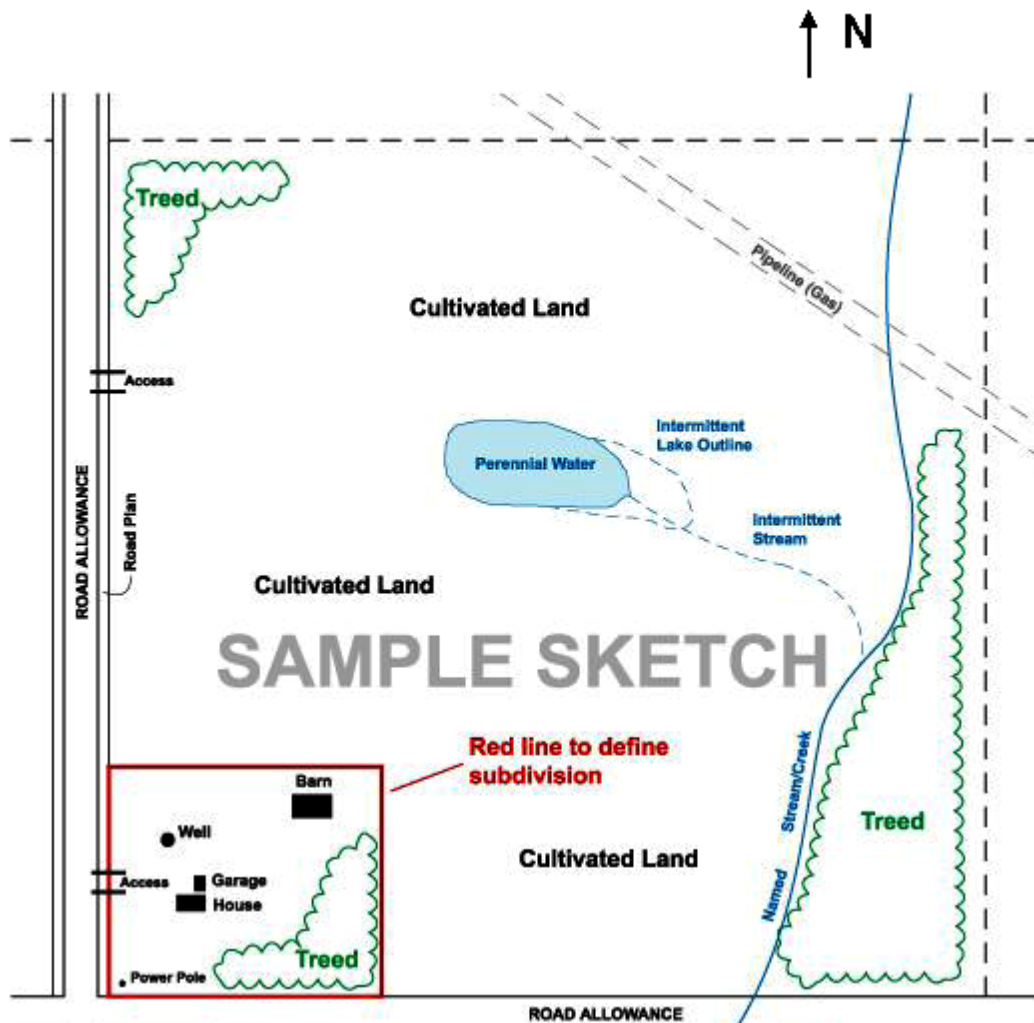 N
Treed
Pipeline (Gas)
Cultivated Land
Access
Intermittent
Lake Outline
Perennial Water
ROAD ALLOWANCE
Road Plan
Intermittent
Stream
Cultivated Land
SAMPLE SKETCH
Red line to define
subdivision
Barn
Well
Named Stream/Creek
Treed
Cultivated Land
Access
Garage
House
Treed
Power Pole
ROAD ALLOWANCE